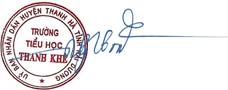 ỦY BAN NHÂN DÂN HUYỆN THANH HÀ TỈNH HẢI DƯƠNG
TRƯỜNG
TIỂU HỌC
THANH KHÊ